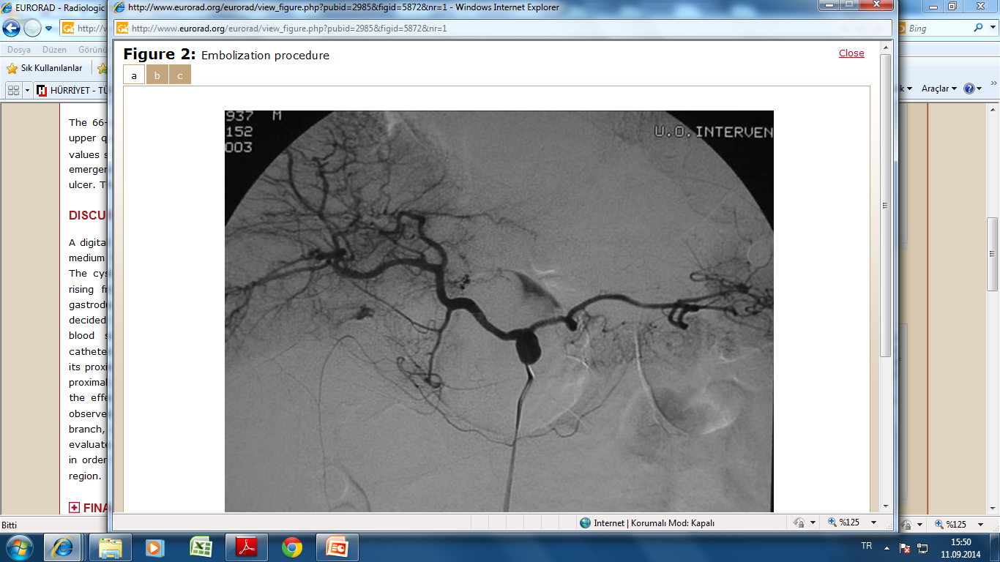 EURORAD - Radiologic
http://www.eurorad.org/eurorad/view_figure.php?pubid=2985&figid=5872&nr=1 - Windows Internet Explorer
http://v
http://www.eurorad.org/eurorad/view_figure.php?pubid=2985&figid=5872&nr=1
Bing
Dosya Düzen Görünü
Figure 2: Embolization procedure
Close
Sık Kullanılanlar
a b c
HÜRRİYET - TÜ
k Araçlar
»
937 M
152
003
U.O.INTERVEN
The 66-
upper q
values s
emerger
ulcer. T
DISCU
A digita
medium
The cys
rising fr
gastrodu
decided
blood s
cathete
its proxi
proximal
the effe
observe
branch,
evaluate
in order
region.
FINA
Bitti
Internet | Korumalı Mod: Kapalı
%125
%125
TR
15:50
11.09.2014